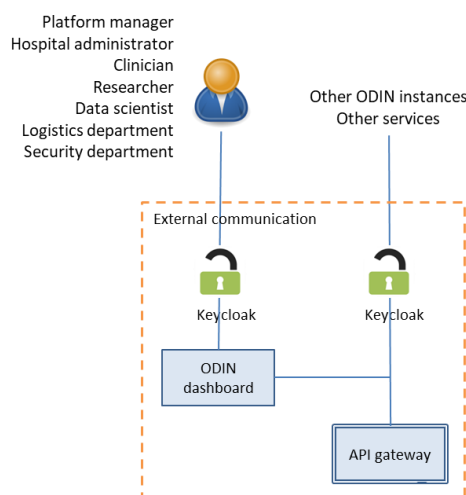 Platform manager
Hospital administrator
Clinician
Researcher
Data scientist
Logistics department
Security department
Other ODIN instances
Other services
External communication
Keycloak
Keycloak
ODIN
dashboard
API gateway